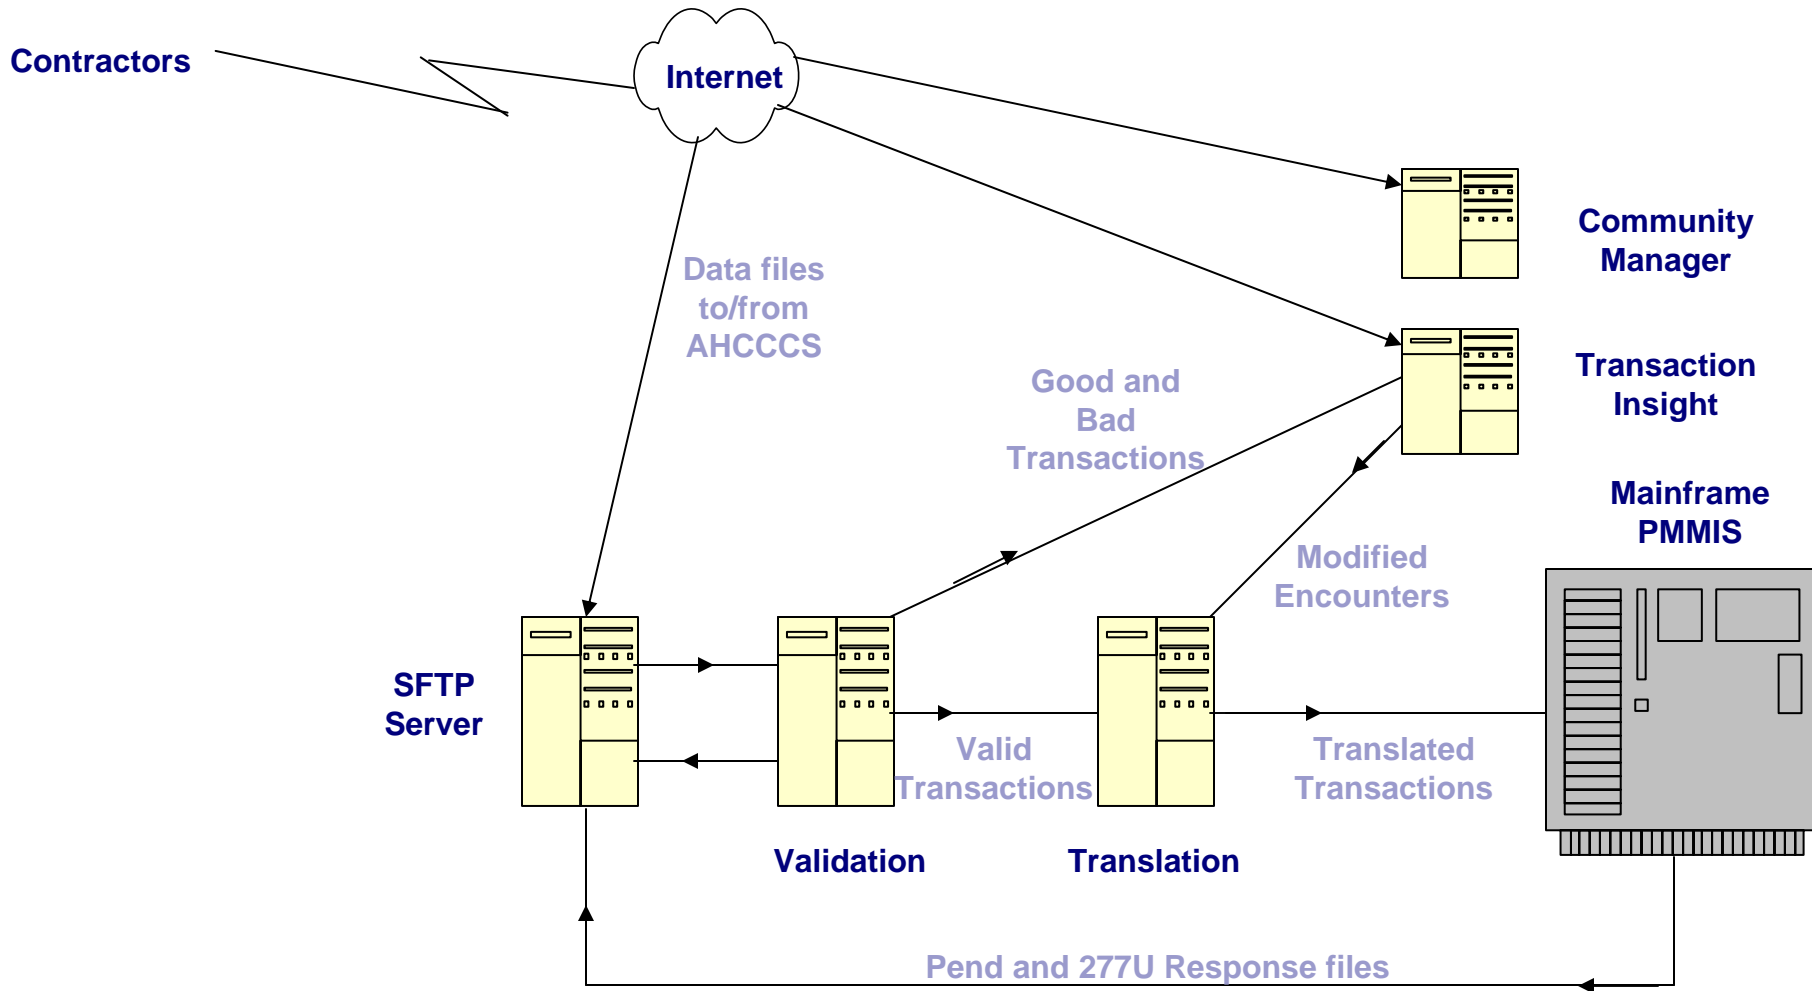 Contractors
Internet
Community
Manager
Data files
to/from
AHCCCS
Transaction
Insight
Good and
Bad
Transactions
Mainframe
PMMIS
Modified
Encounters
SFTP
Server
Valid
Transactions
Translated
Transactions
Validation
Translation
Pend and 277U Response files